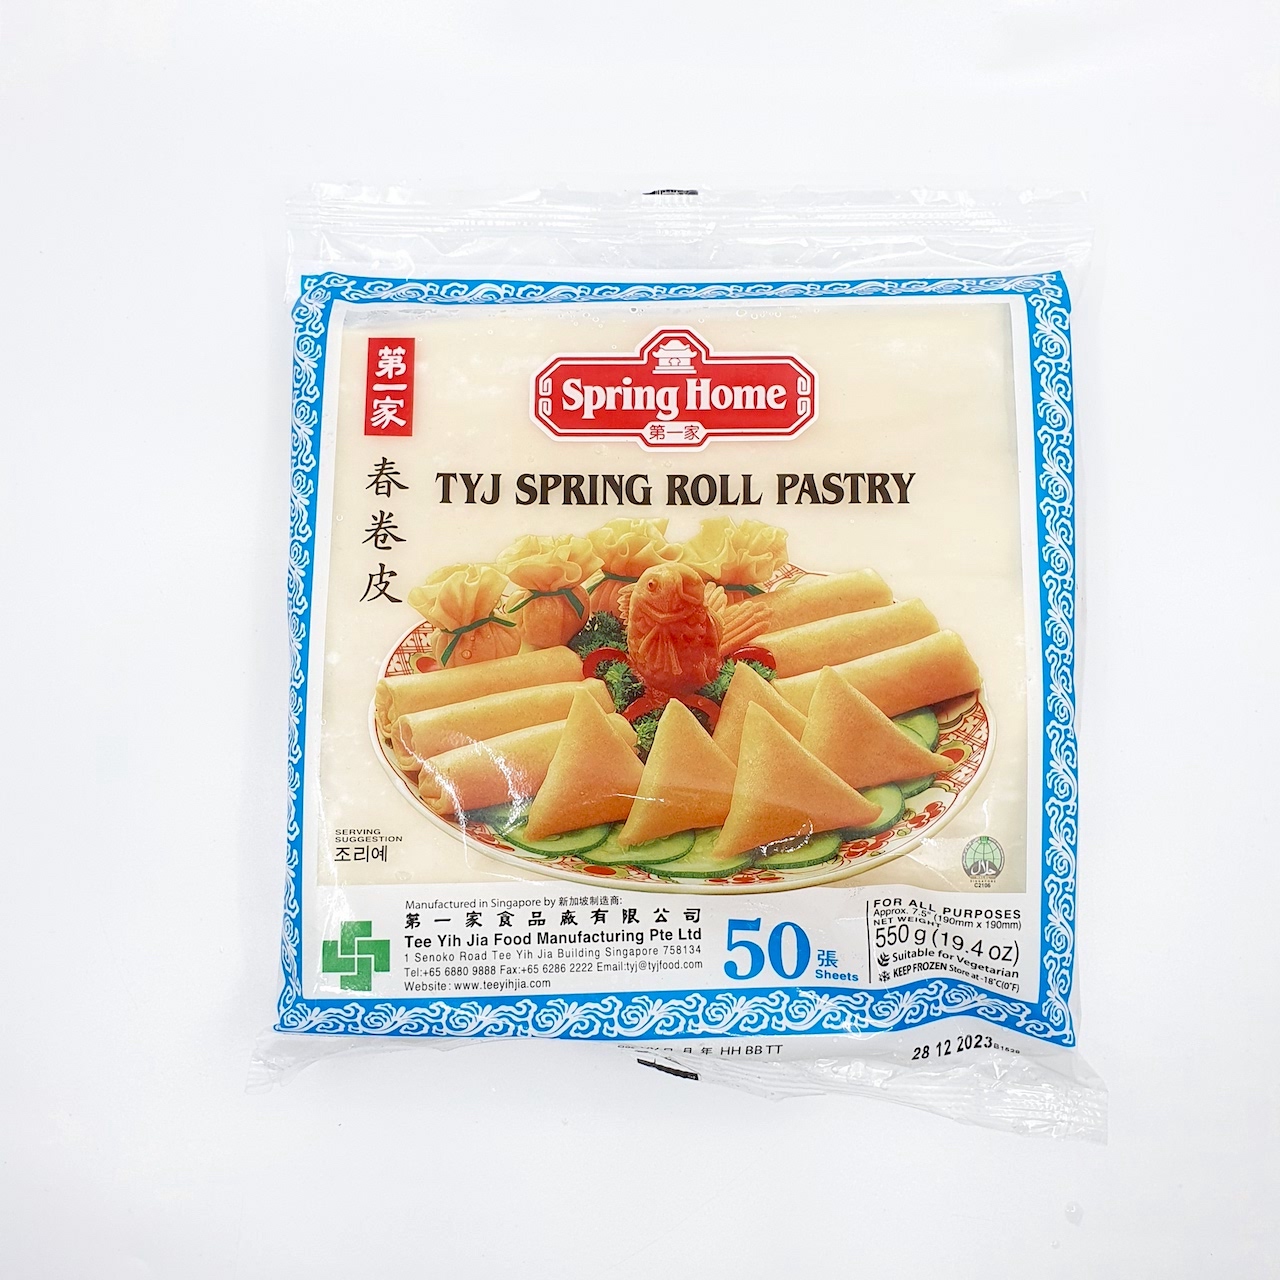 第一家
Spring Home
第一家
春卷皮
TYJ SPRING ROLL PASTRY
SERVING
SUGGESTION
조리예
SINGAPORE
C2106
Manufactured in Singapore by 新加坡制造商:
第一家食品廠有限公司
Tee Yih Jia Food Manufacturing Pte Ltd
1 Senoko Road Tee Yih Jia Building Singapore 758134
Tel:+65 6880 9888 Fax:+65 6286 2222 Email:tyj@tyjfood.com
Website: www.teeyihjia.com
50 張
Sheets
FOR ALL PURPOSES
Approx. 7.5" (190mm x 190mm)
NET WEIGHT
550 g (19.4 oz)
Suitable for Vegetarian
KEEP FROZEN Store at -18°C(0°F)
月 年 HH BB TT
28 12 2023